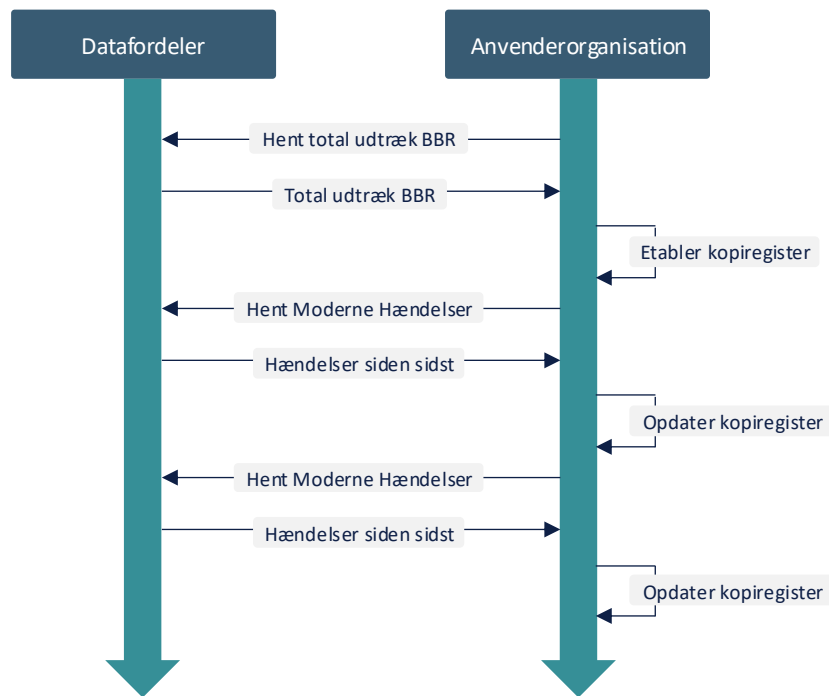 Datafordeler
Anvenderorganisation
Hent total udtræk BBR
Total udtræk BBR
Etabler kopiregister
Hent Moderne Hændelser
Hændelser siden sidst
Opdater kopiregister
Hent Moderne Hændelser
Hændelser siden sidst
Opdater kopiregister